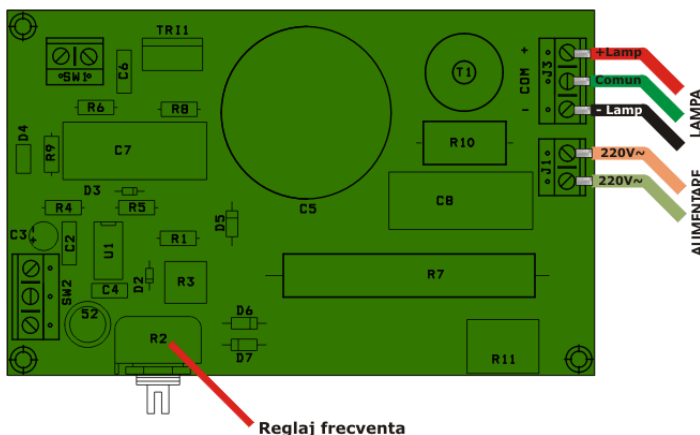 TRI1
SW1
C6
R6
R8
D4
R9
C7
D3
R4
R5
C3
+
C2
U1
R1
D5
C5
T1
+
COM
-
J3
+Lamp
Comun
- Lamp
LAMPA
R10
J1
220V~
220V~
ALIMENTARE
C8
SW2
C4
D2
R3
52
R2
D6
D7
R7
R11
Reglaj frecventa